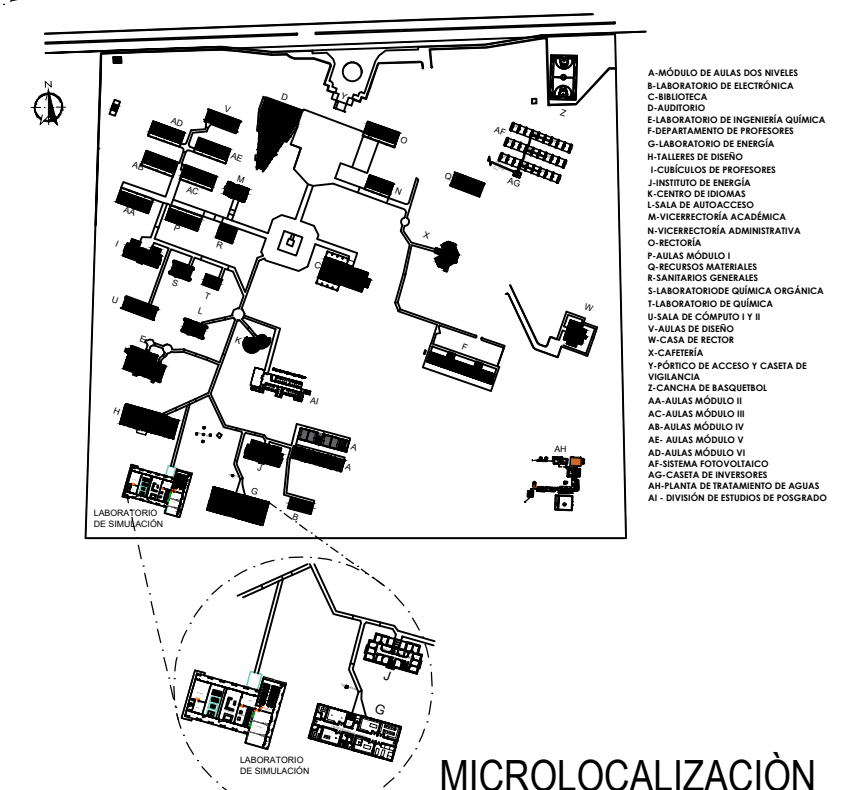 N
V
D
Y
Z
AD
O
AF
AE
AB
M
AC
AG
Q
N
AA
P
X
R
I
C
S
T
U
W
L
E
K
F
AI
H
A
AH
J
A
G
B
LABORATORIO
DE SIMULACIÓN
A-MÓDULO DE AULAS DOS NIVELES
B-LABORATORIO DE ELECTRÓNICA
C-BIBLIOTECA
D-AUDITORIO
E-LABORATORIO DE INGENIERÍA QUÍMICA
F-DEPARTAMENTO DE PROFESORES
G-LABORATORIO DE ENERGÍA
H-TALLERES DE DISEÑO
I-CUBÍCULOS DE PROFESORES
J-INSTITUTO DE ENERGÍA
K-CENTRO DE IDIOMAS
L-SALA DE AUTOACCESO
M-VICERRECTORÍA ACADÉMICA
N-VICERRECTORÍA ADMINISTRATIVA
O-RECTORÍA
P-AULAS MÓDULO I
Q-RECURSOS MATERIALES
R-SANITARIOS GENERALES
S-LABORATORIODE QUÍMICA ORGÁNICA
T-LABORATORIO DE QUÍMICA
U-SALA DE CÓMPUTO I Y II
V-AULAS DE DISEÑO
W-CASA DE RECTOR
X-CAFETERÍA
Y-PÓRTICO DE ACCESO Y CASETA DE
VIGILANCIA
Z-CANCHA DE BASQUETBOL
AA-AULAS MÓDULO II
AC-AULAS MÓDULO III
AB-AULAS MÓDULO IV
AE- AULAS MÓDULO V
AD-AULAS MÓDULO VI
AF-SISTEMA FOTOVOLTAICO
AG-CASETA DE INVERSORES
AH-PLANTA DE TRATAMIENTO DE AGUAS
AI - DIVISIÓN DE ESTUDIOS DE POSGRADO
J
G
LABORATORIO
DE SIMULACIÓN
MICROLOCALIZACIÒN